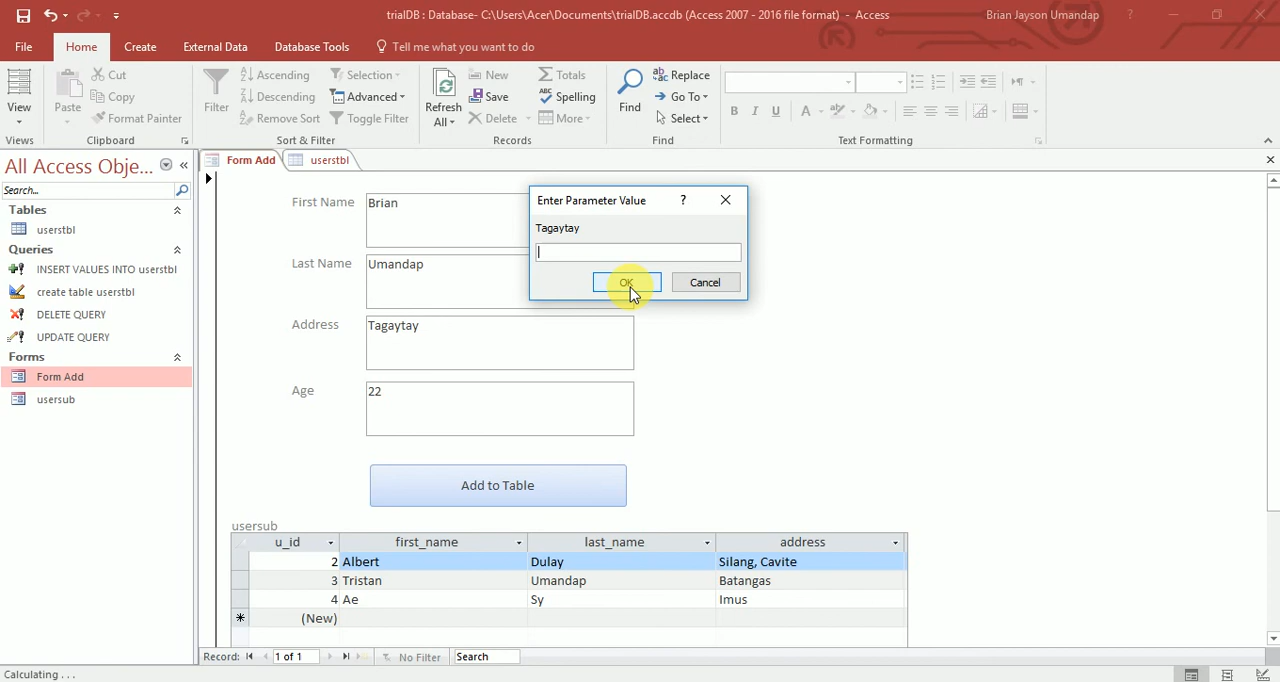 trialDB : Database- C:\Users\Acer\Documents\trialDB.accdb (Access 2007 - 2016 file format) - Access
Brian Jayson Umandap
File Home Create External Data Database Tools Tell me what you want to do
View
Views
Paste
Cut
Copy
Format Painter
Clipboard
Filter
Ascending
Descending
Remove Sort
Selection
Advanced
Toggle Filter
Sort & Filter
Refresh All
New
Save
Delete
Totals
Spelling
More
Records
Find
Replace
Go To
Select
Find
B I U A
Text Formatting
All Access Obje...
Search...
Tables
userstbl
Queries
INSERT VALUES INTO userstbl
create table userstbl
DELETE QUERY
UPDATE QUERY
Forms
Form Add
usersub
Form Add
userstbl
First Name Brian
Last Name Umandap
Address Tagaytay
Age 22
Add to Table
Enter Parameter Value ?
Tagaytay
OK Cancel
usersub
u_id first_name last_name address
2 Albert Dulay Silang, Cavite
3 Tristan Umandap Batangas
4 Ae Sy Imus
(New)
Record: 1 of 1 No Filter Search
Calculating . . .